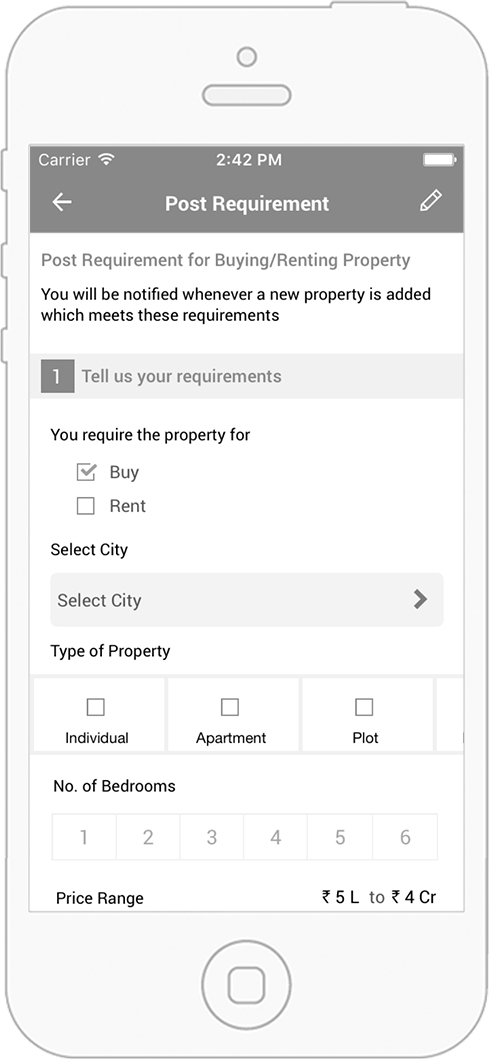 Carrier 2:42 PM
Post Requirement
Post Requirement for Buying/Renting Property
You will be notified whenever a new property is added
which meets these requirements
1 Tell us your requirements
You require the property for
Buy
Rent
Select City
Select City
Type of Property
Individual Apartment Plot
No. of Bedrooms
1 2 3 4 5 6
Price Range ₹ 5 L to ₹ 4 Cr